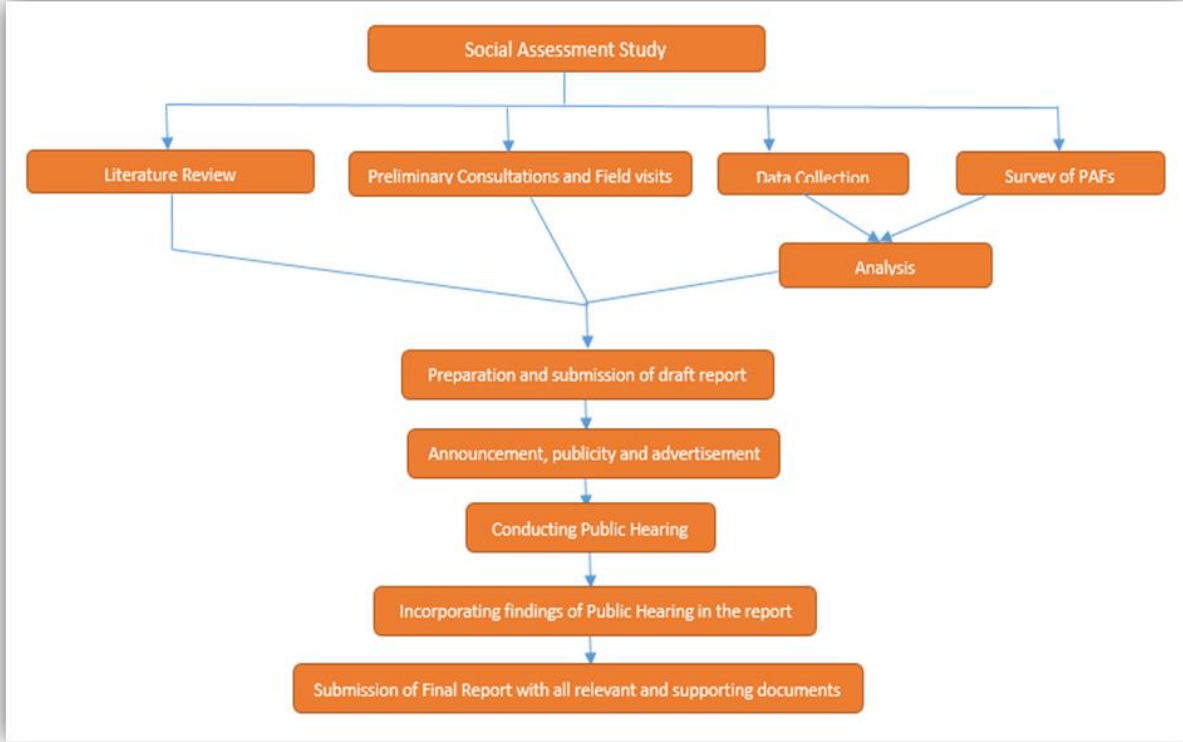 Social Assessment Study
Literature Review
Preliminary Consultations and Field visits
Data Collection
Survey of PAFs
Analysis
Preparation and submission of draft report
Announcement, publicity and advertisement
Conducting Public Hearing
Incorporating findings of Public Hearing in the report
Submission of Final Report with all relevant and supporting documents